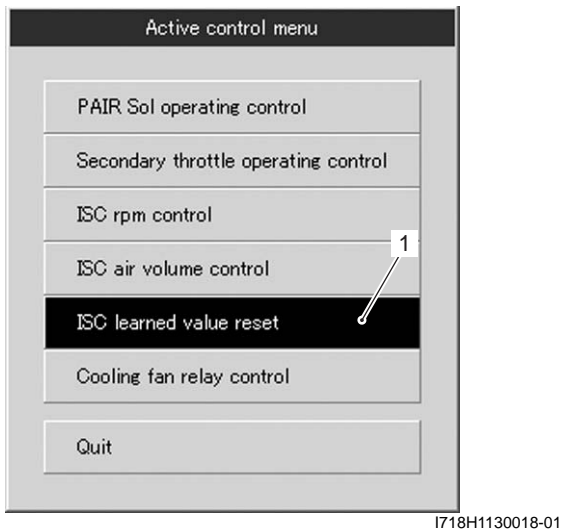 Active control menu
PAIR Sol operating control
Secondary throttle operating control
ISC rpm control
1
ISC air volume control
ISC learned value reset
Cooling fan relay control
Quit
I718H1130018-01